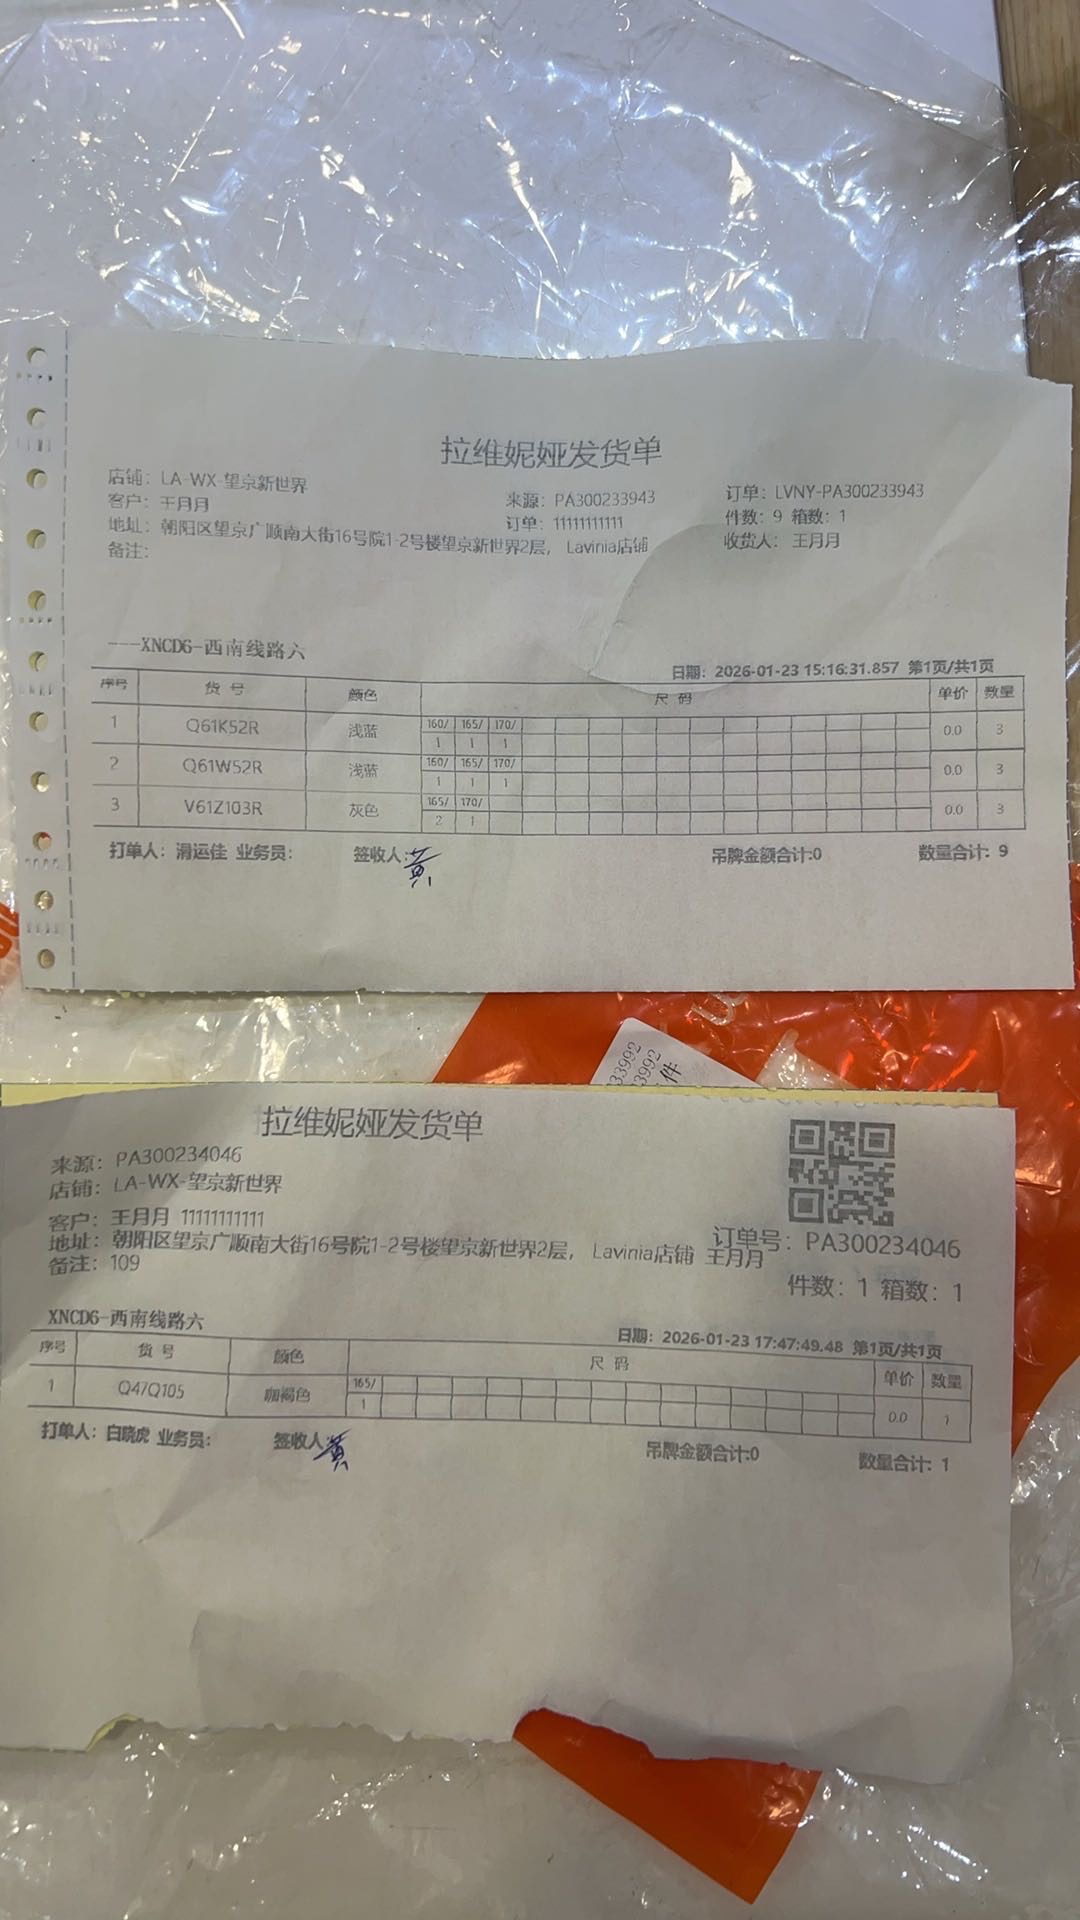 拉维妮娅发货单
店铺：LA-WX-望京新世界
客户：王月月 来源：PA300233943 订单：LVNY-PA300233943
订单：11111111111 件数：9 箱数：1
地址：朝阳区望京广顺南大街16号院1-2号楼望京新世界2层，Lavinia店铺 收货人：王月月
备注：
---XNCD6-西南线路六
日期：2026-01-23 15:16:31.857 第1页/共1页
序号 货号 颜色 尺码 单价 数量
160/ 165/ 170/
1 Q61K52R 浅蓝 1 1 1 0.0 3
160/ 165/ 170/
2 Q61W52R 浅蓝 1 1 1 0.0 3
165/ 170/
3 V61Z103R 灰色 2 1 0.0 3
打单人：滑运佳 业务员： 签收人：黄 吊牌金额合计:0 数量合计：9
33992
3992
件
拉维妮娅发货单
来源：PA300234046
店铺：LA-WX-望京新世界
客户：王月月 11111111111
地址：朝阳区望京广顺南大街16号院1-2号楼望京新世界2层，Lavinia店铺 王月月
订单号：PA300234046
备注：109
件数：1 箱数：1
XNCD6-西南线路六
日期：2026-01-23 17:47:49.48 第1页/共1页
序号 货号 颜色 尺码 单价 数量
165/
1 Q47Q105 咖褐色 1 0.0 1
打单人：白晓虎 业务员： 签收人 黄 吊牌金额合计:0 数量合计：1